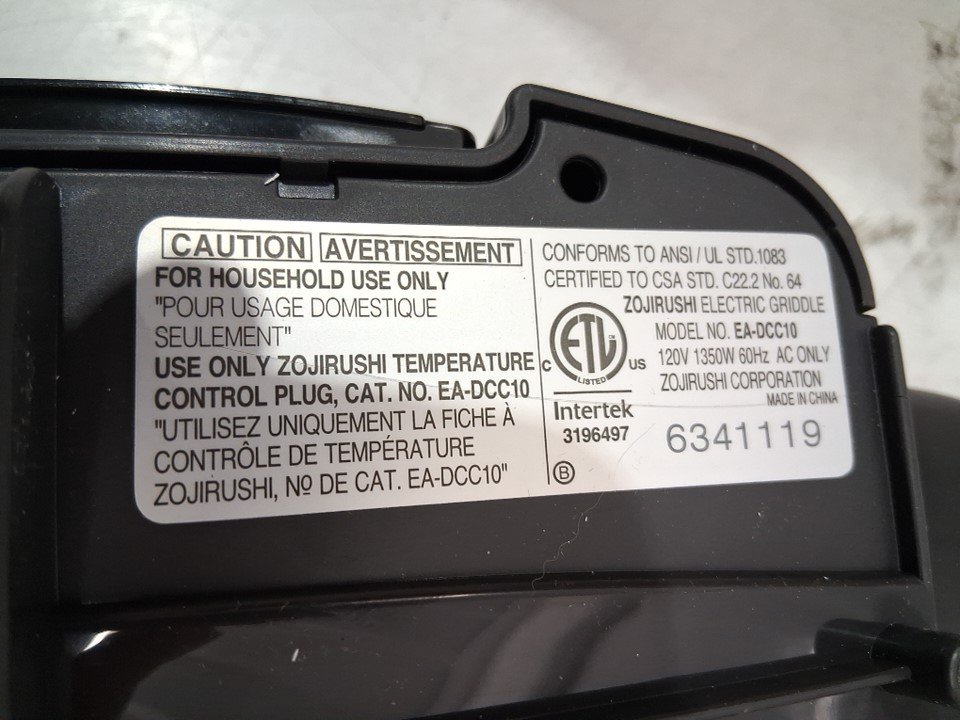 CAUTION AVERTISSEMENT
FOR HOUSEHOLD USE ONLY
"POUR USAGE DOMESTIQUE
SEULEMENT"
USE ONLY ZOJIRUSHI TEMPERATURE
CONTROL PLUG, CAT. NO. EA-DCC10
"UTILISEZ UNIQUEMENT LA FICHE À
CONTRÔLE DE TEMPÉRATURE
ZOJIRUSHI, Nº DE CAT. EA-DCC10"
CONFORMS TO ANSI / UL STD.1083
CERTIFIED TO CSA STD. C22.2 No. 64
ZOJIRUSHI ELECTRIC GRIDDLE
MODEL NO. EA-DCC10
120V 1350W 60Hz AC ONLY
ZOJIRUSHI CORPORATION
MADE IN CHINA
C ETL US
LISTED
Intertek
3196497
6341119
B